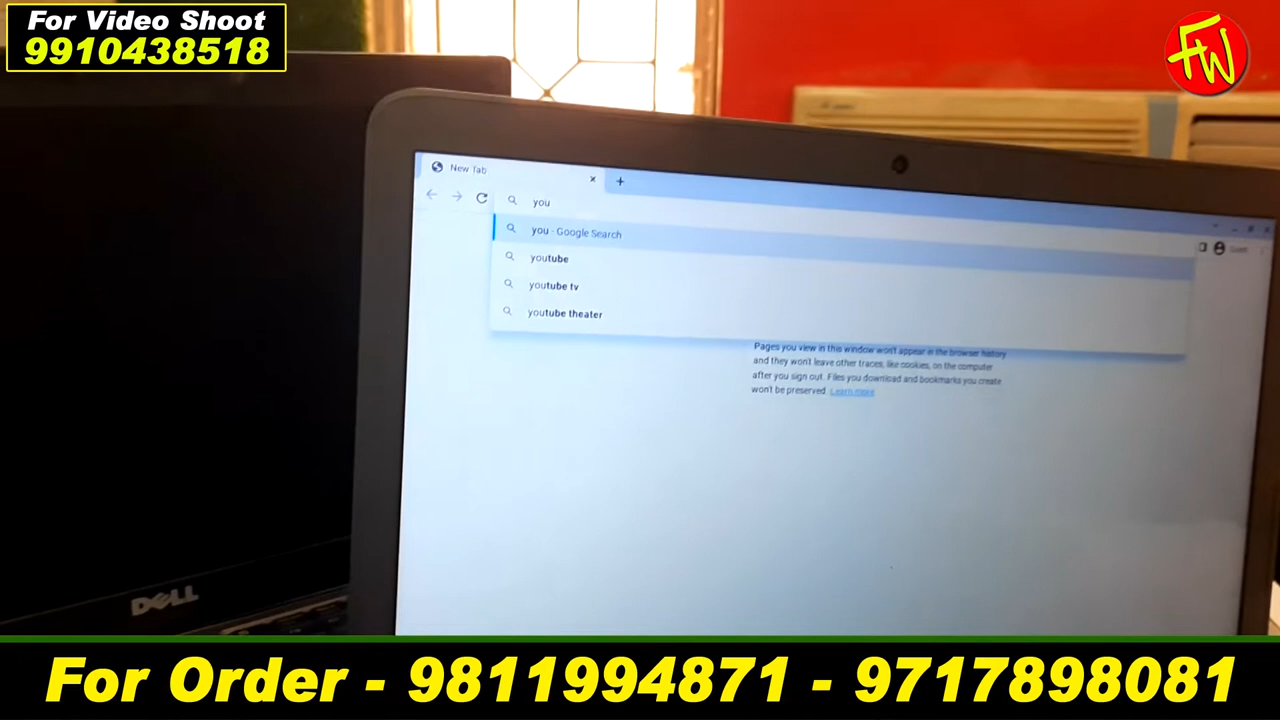 For Video Shoot
9910438518
FW
New Tab
you
you - Google Search
youtube
youtube tv
youtube theater
Pages you view in this window won't appear in the browser history
and they won't leave other traces, like cookies, on the computer
after you sign out. Files you download and bookmarks you create
won't be preserved. Learn more
DELL
For Order - 9811994871 - 9717898081